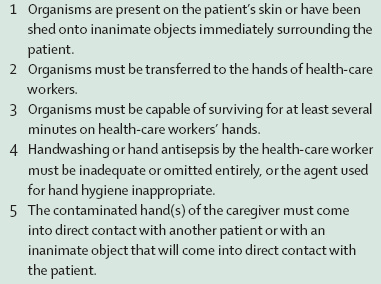 1 Organisms are present on the patient's skin or have been
shed onto inanimate objects immediately surrounding the
patient.
2 Organisms must be transferred to the hands of health-care
workers.
3 Organisms must be capable of surviving for at least several
minutes on health-care workers' hands.
4 Handwashing or hand antisepsis by the health-care worker
must be inadequate or omitted entirely, or the agent used
for hand hygiene inappropriate.
5 The contaminated hand(s) of the caregiver must come
into direct contact with another patient or with an
inanimate object that will come into direct contact with
the patient.